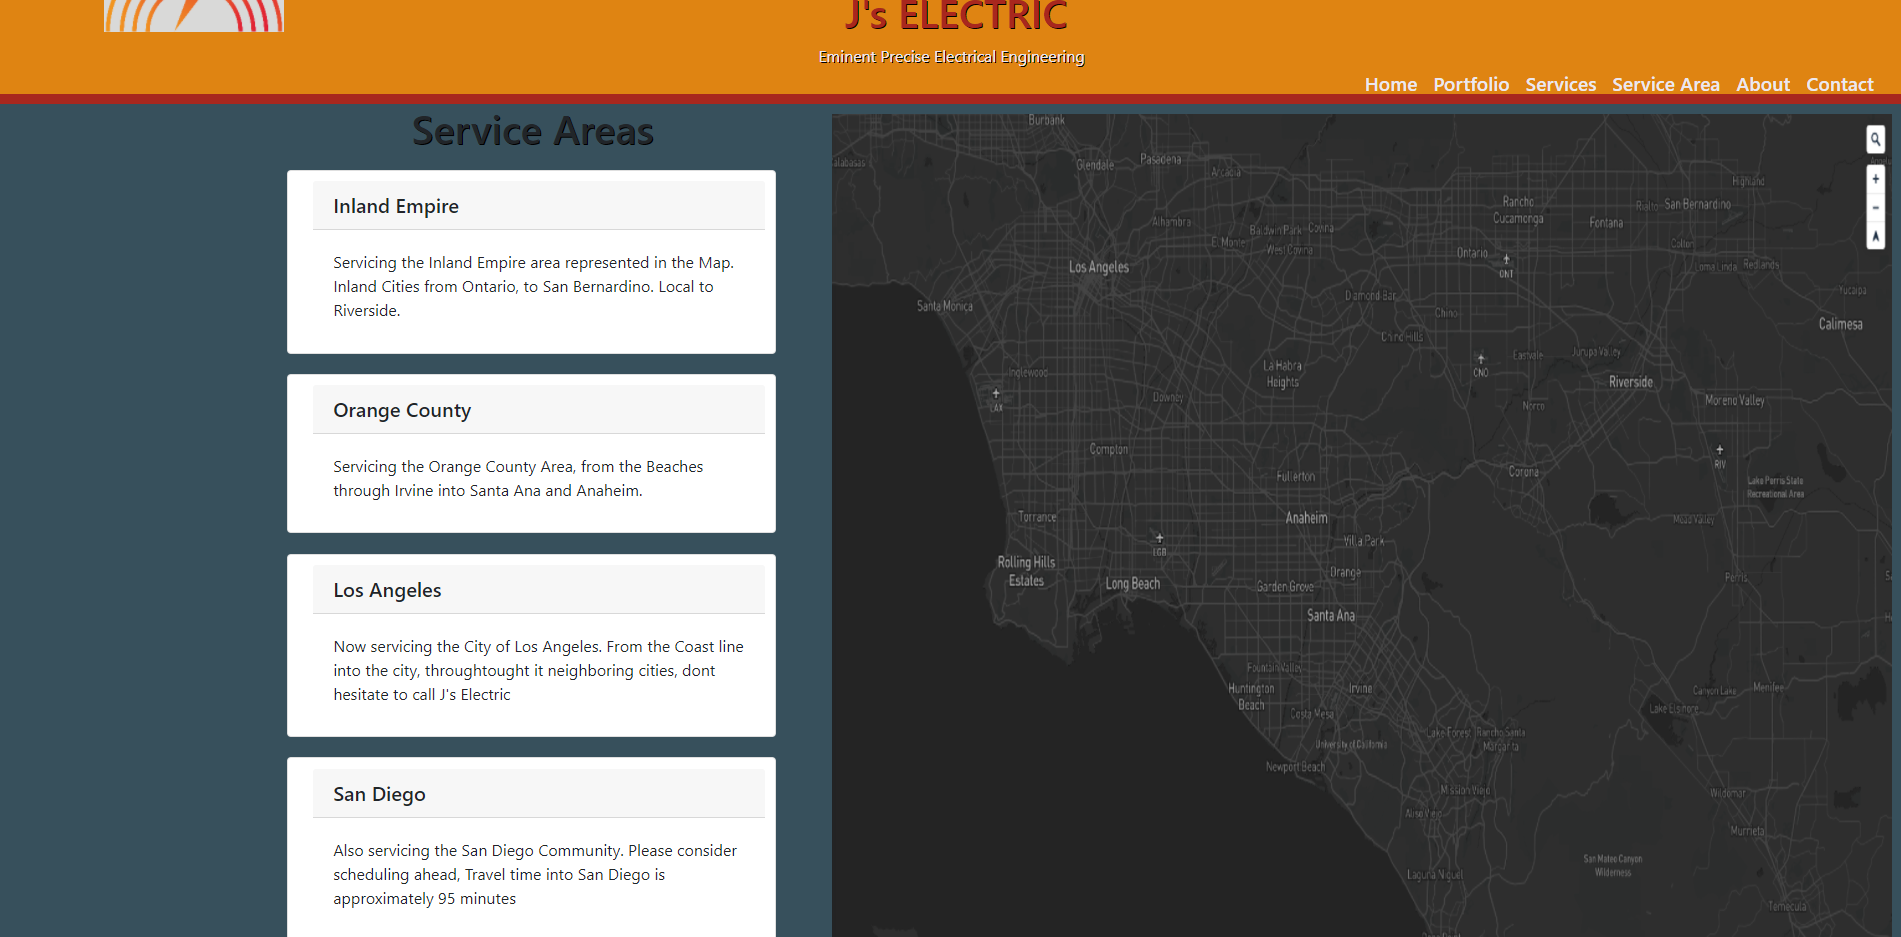 J's ELECTRIC
Eminent Precise Electrical Engineering
Home Portfolio Services Service Area About Contact
Service Areas
Inland Empire
Servicing the Inland Empire area represented in the Map.
Inland Cities from Ontario, to San Bernardino. Local to
Riverside.
Orange County
Servicing the Orange County Area, from the Beaches
through Irvine into Santa Ana and Anaheim.
Los Angeles
Now servicing the City of Los Angeles. From the Coast line
into the city, throughtought it neighboring cities, dont
hesitate to call J's Electric
San Diego
Also servicing the San Diego Community. Please consider
scheduling ahead, Travel time into San Diego is
approximately 95 minutes
Burbank
Glendale
Pasadena
Arcadia
Alhambra
El Monte
Baldwin Park
Covina
West Covina
Los Angeles
Santa Monica
Rancho
Cucamonga
Fontana
Rialto
San Bernardino
Highland
Colton
Loma Linda
Redlands
Yucaipa
Calimesa
Ontario
ONT
Diamond Bar
Chino
Chino Hills
CNO
Eastvale
Jurupa Valley
Riverside
Moreno Valley
Norco
Corona
RIV
Lake Perris State
Recreational Area
Mead Valley
Perris
Inglewood
LAX
Downey
La Habra
Heights
Compton
Fullerton
Torrance
Anaheim
Villa Park
LGB
Rolling Hills
Estates
Long Beach
Orange
Garden Grove
Santa Ana
Fountain Valley
Huntington
Beach
Irvine
Costa Mesa
University of California
Newport Beach
Lake Forest
Rancho Santa
Margarita
Mission Viejo
Aliso Viejo
Laguna Niguel
Canyon Lake
Menifee
Lake Elsinore
Wildomar
Murrieta
San Mateo Canyon
Wilderness
Temecula